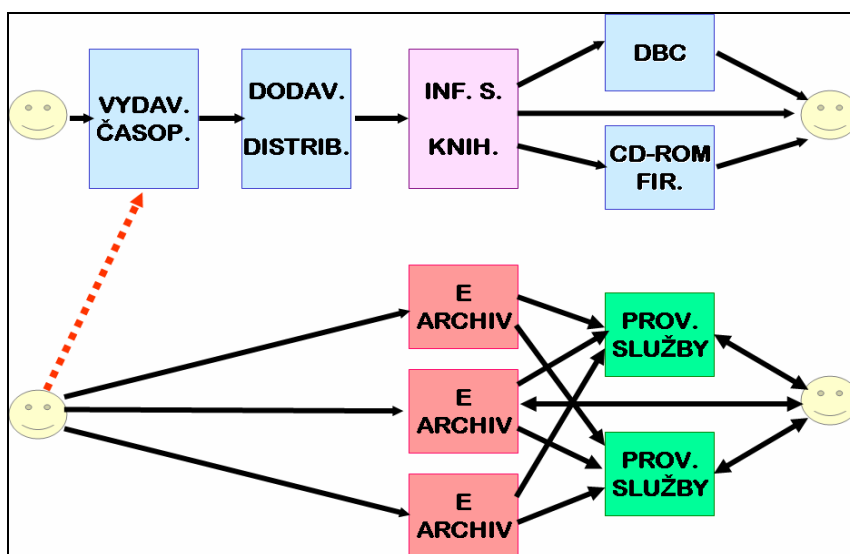 VYDAV.
ČASOP.
DODAV.
DISTRIB.
INF. S.
KNIH.
DBC
CD-ROM
FIR.
E
ARCHIV
E
ARCHIV
E
ARCHIV
PROV.
SLUŽBY
PROV.
SLUŽBY